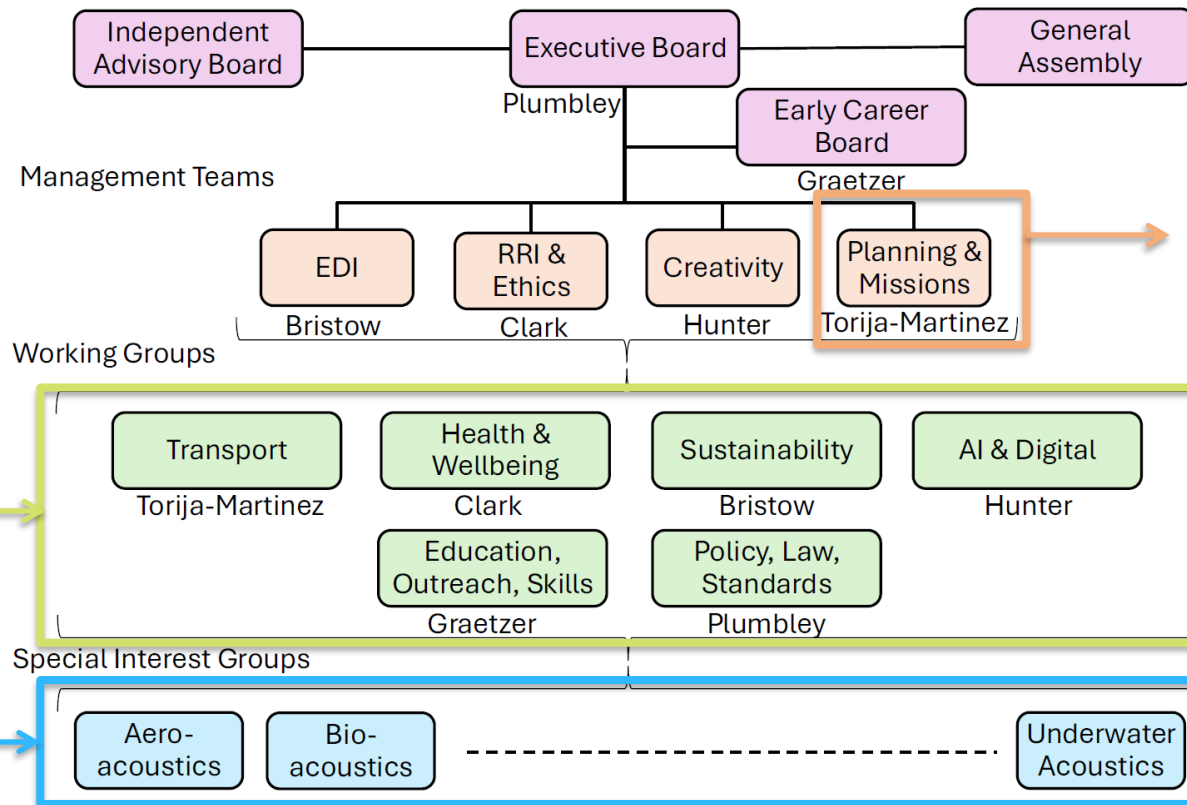 Independent
Advisory Board
Executive Board
General
Assembly
Plumbley
Early Career
Board
Graetzer
Management Teams
EDI
RRI &
Ethics
Creativity
Planning &
Missions
Bristow
Clark
Hunter
Torija-Martinez
Working Groups
Transport
Health &
Wellbeing
Sustainability
AI & Digital
Torija-Martinez
Clark
Bristow
Hunter
Education,
Outreach, Skills
Policy, Law,
Standards
Graetzer
Plumbley
Special Interest Groups
Aero-
acoustics
Bio-
acoustics
Underwater
Acoustics